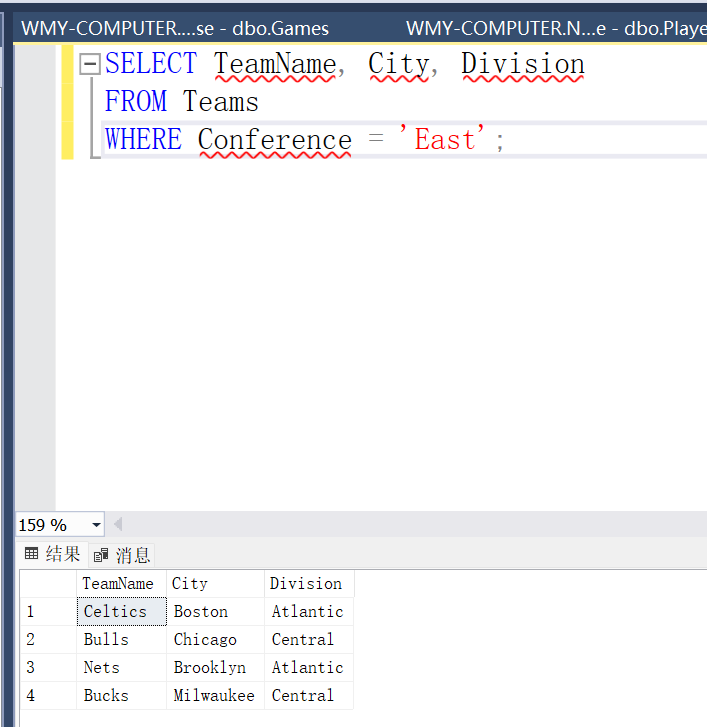 WMY-COMPUTER....se - dbo.Games WMY-COMPUTER.N...e - dbo.Playe
SELECT TeamName, City, Division
FROM Teams
WHERE Conference = 'East';
159 %
结果 消息
TeamName City Division
1 Celtics Boston Atlantic
2 Bulls Chicago Central
3 Nets Brooklyn Atlantic
4 Bucks Milwaukee Central